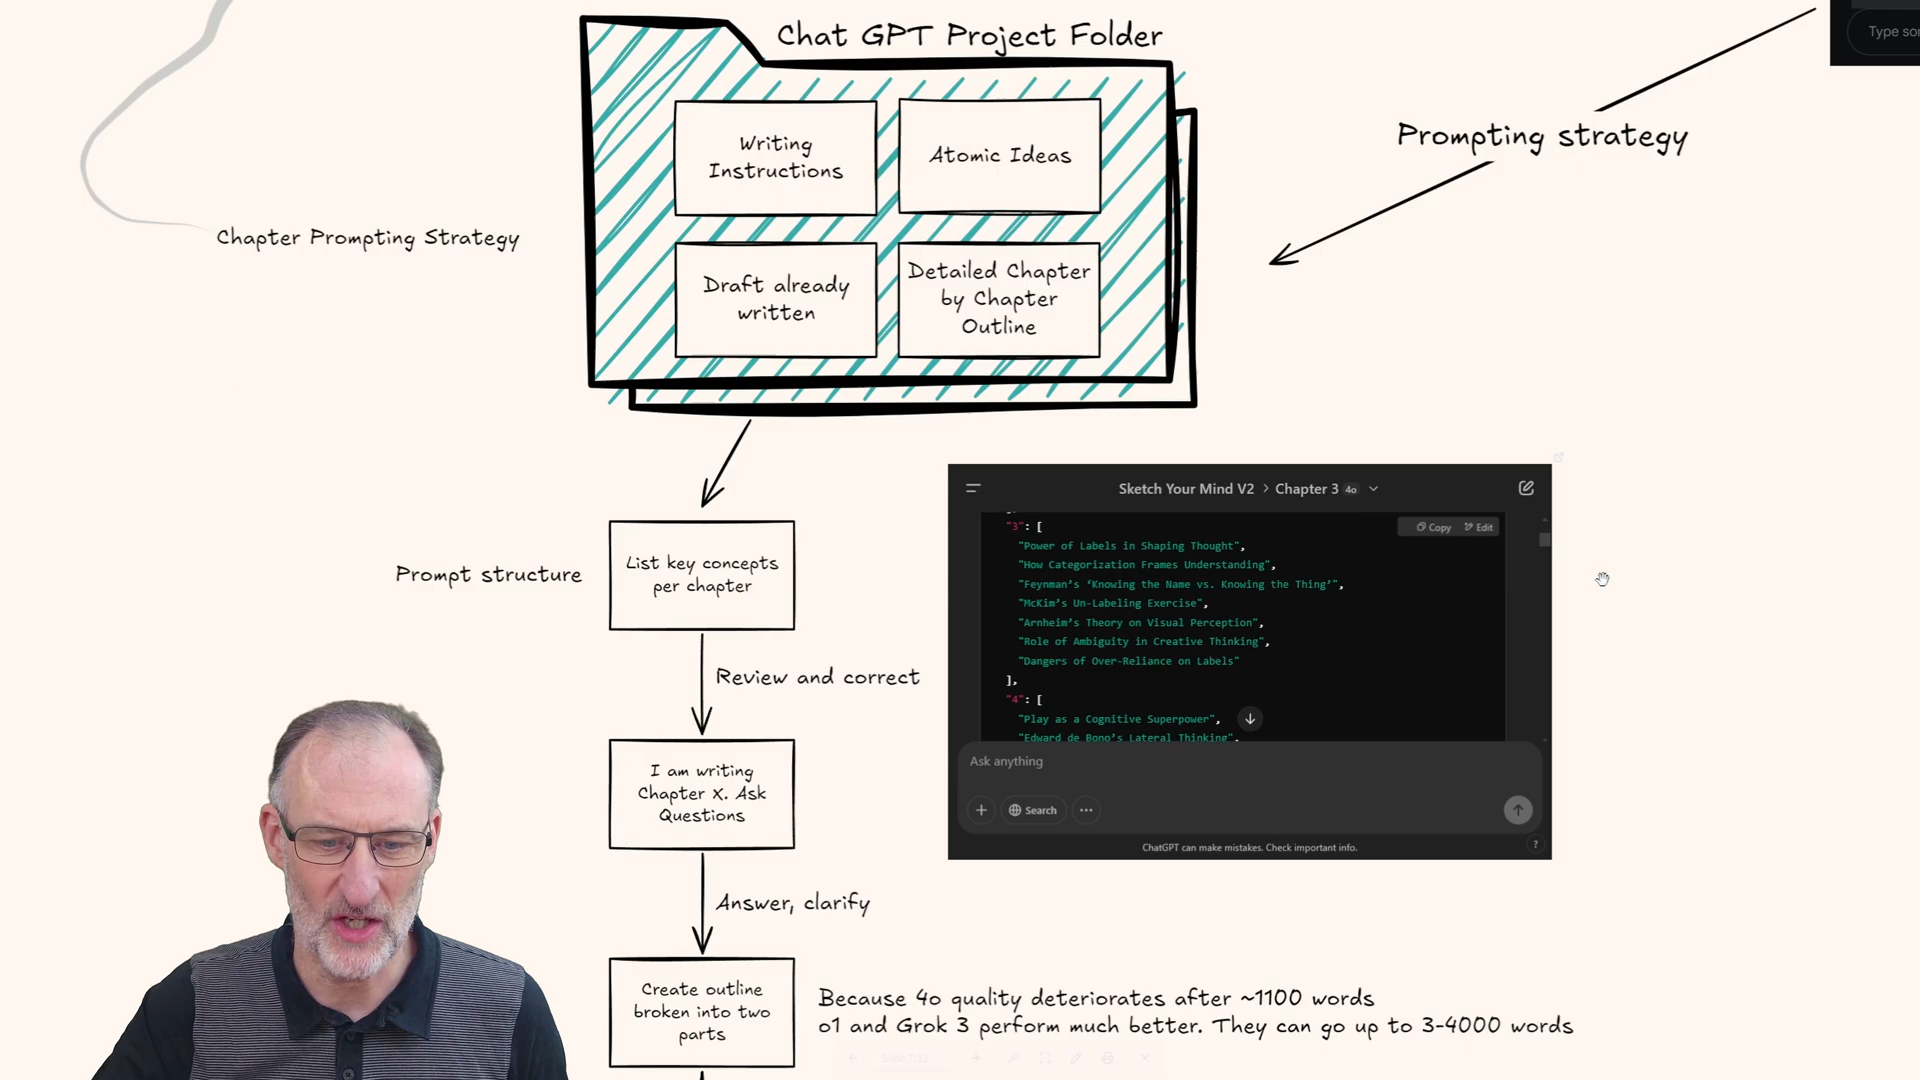 Chat GPT Project Folder
Type
Writing
Instructions
Atomic Ideas
Prompting strategy
Chapter Prompting Strategy
Draft already
written
Detailed Chapter
by Chapter
Outline
Sketch Your Mind V2 > Chapter 3 4o
Copy Edit
"3": [
"Power of Labels in Shaping Thought",
"How Categorization Frames Understanding",
"Feynman's ‘Knowing the Name vs. Knowing the Thing’",
"McKim's Un-Labeling Exercise",
"Arnheim's Theory on Visual Perception",
"Role of Ambiguity in Creative Thinking",
"Dangers of Over-Reliance on Labels"
],
"4": [
"Play as a Cognitive Superpower",
"Edward de Bono's Lateral Thinking",
Ask anything
Search
ChatGPT can make mistakes. Check important info.
?
Prompt structure
List key concepts
per chapter
Review and correct
I am writing
Chapter X. Ask
Questions
Answer, clarify
Create outline
broken into two
parts
Because 4o quality deteriorates after ~1100 words
o1 and Grok 3 perform much better. They can go up to 3-4000 words